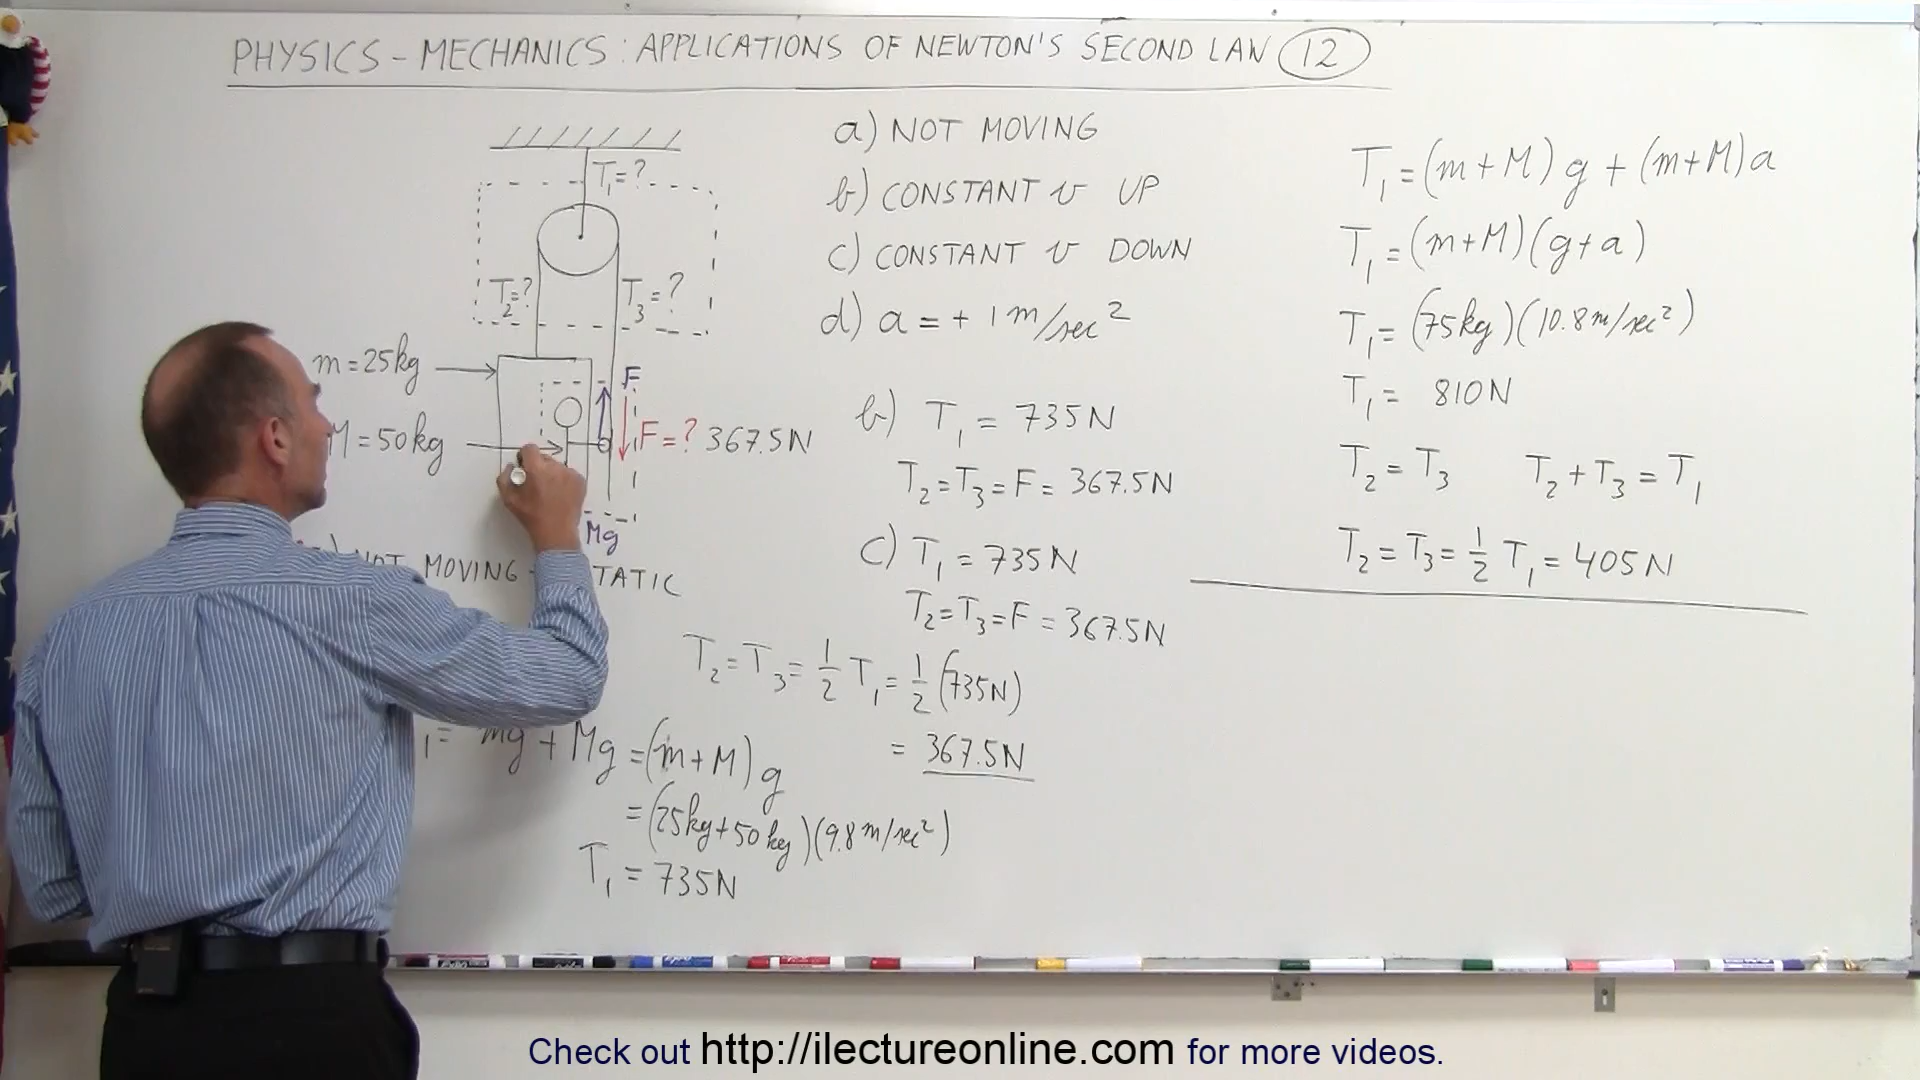 PHYSICS - MECHANICS: APPLICATIONS OF NEWTON'S SECOND LAW 12
T₁=?
T₂=?
T₃=?
m=25kg
M=50kg
F
F=? 367.5N
Mg
NOT MOVING - STATIC
T₂=T₃=½ T₁=½(735N)
= 367.5N
₁= mg+Mg=(m+M)g
=(25kg+50kg)(9.8m/sec²)
T₁=735N
a) NOT MOVING
b) CONSTANT v UP
c) CONSTANT v DOWN
d) a=+1m/sec²
b) T₁=735N
T₂=T₃=F=367.5N
c) T₁=735N
T₂=T₃=F=367.5N
T₁=(m+M)g+(m+M)a
T₁=(m+M)(g+a)
T₁=(75kg)(10.8m/sec²)
T₁= 810N
T₂=T₃ T₂+T₃=T₁
T₂=T₃=½ T₁=405N
Check out http://ilectureonline.com for more videos.